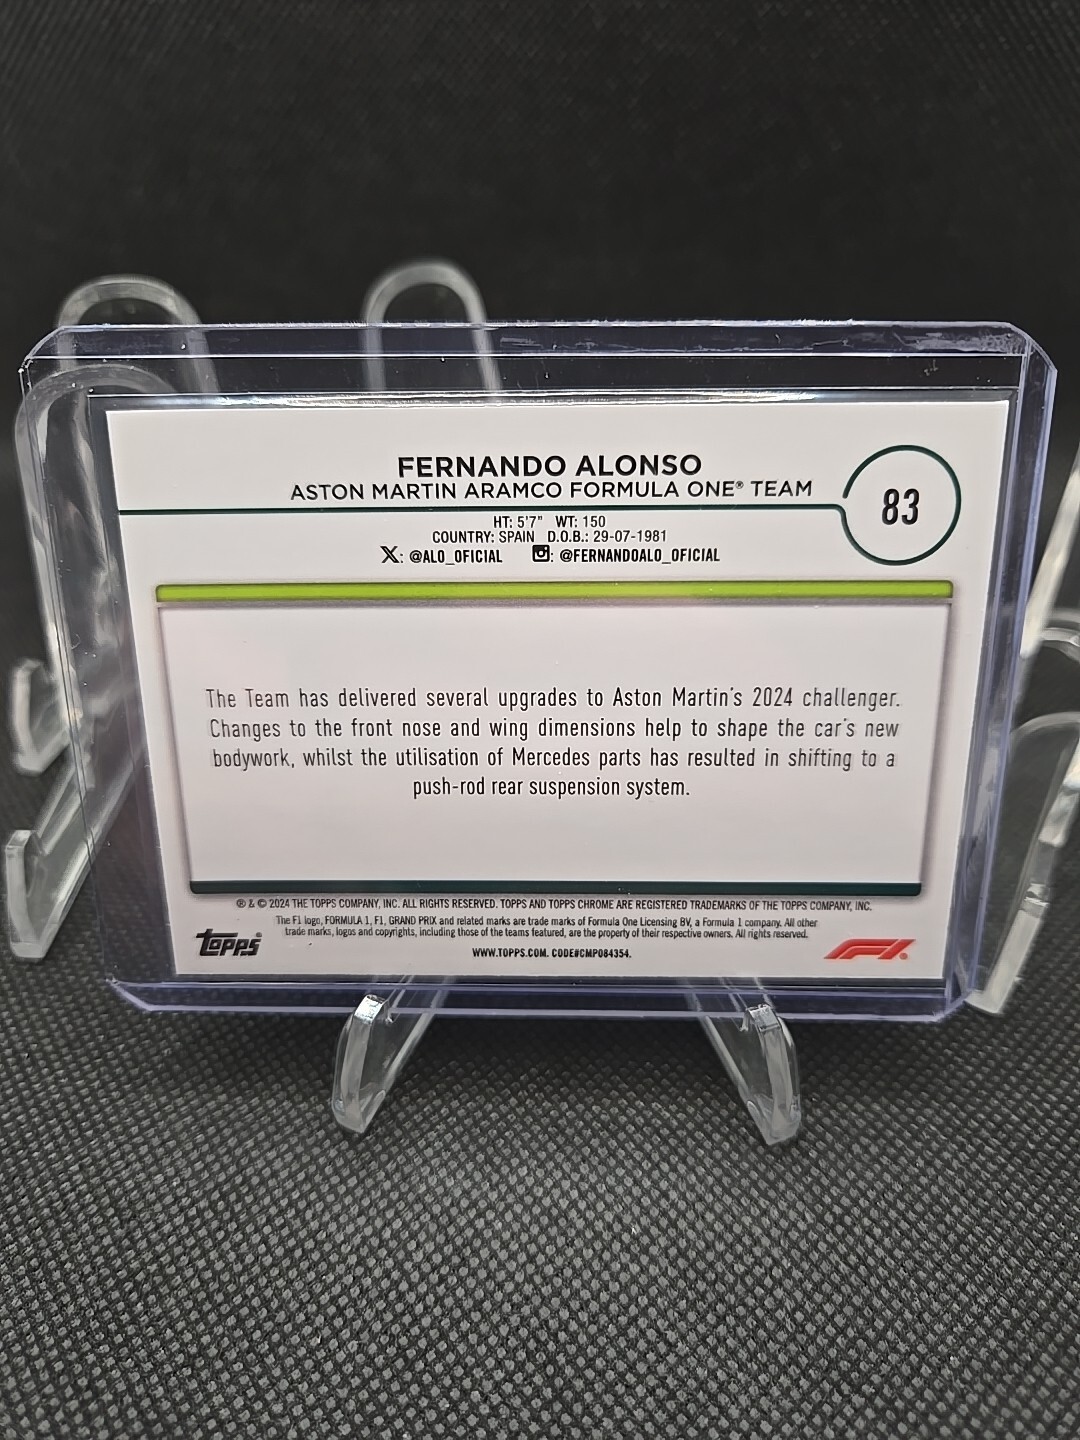 FERNANDO ALONSO
ASTON MARTIN ARAMCO FORMULA ONE® TEAM
83
HT: 5'7" WT: 150
COUNTRY: SPAIN D.O.B.: 29-07-1981
X: @ALO_OFICIAL : @FERNANDOALO_OFICIAL
The Team has delivered several upgrades to Aston Martin's 2024 challenger.
Changes to the front nose and wing dimensions help to shape the car's new
bodywork, whilst the utilisation of Mercedes parts has resulted in shifting to a
push-rod rear suspension system.
® & © 2024 THE TOPPS COMPANY, INC. ALL RIGHTS RESERVED. TOPPS AND TOPPS CHROME ARE REGISTERED TRADEMARKS OF THE TOPPS COMPANY, INC.
The F1 logo, FORMULA 1, F1, GRAND PRIX and related marks are trade marks of Formula One Licensing BV, a Formula 1 company. All other
trade marks, logos and copyrights, including those of the teams featured, are the property of their respective owners. All rights reserved.
topps®
WWW.TOPPS.COM. CODE#CMP084354.
F1®